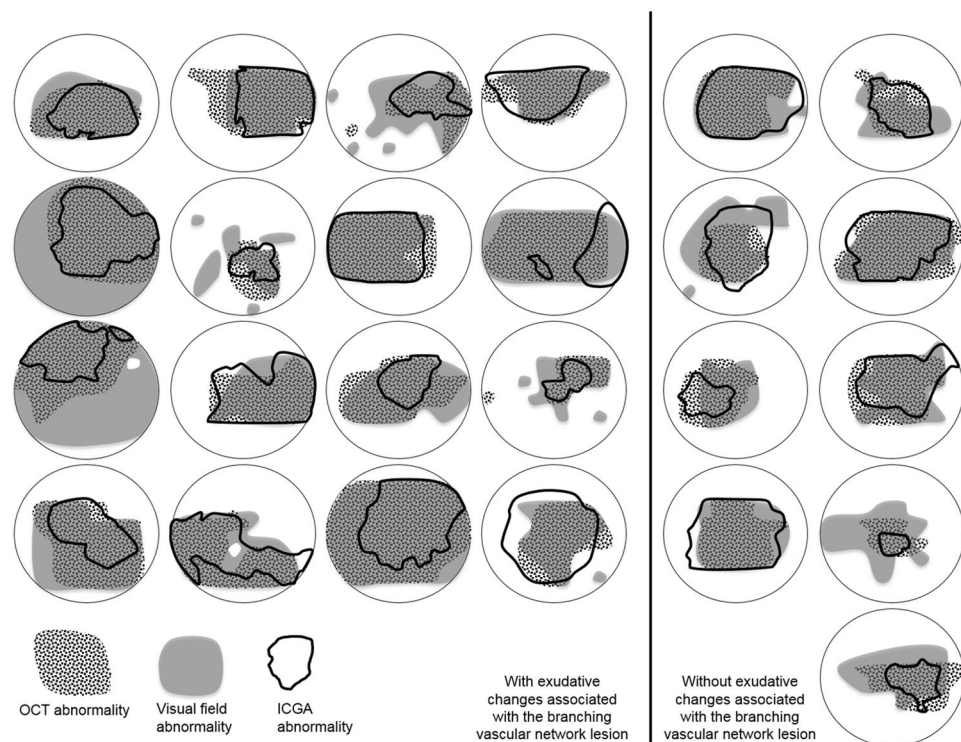 OCT abnormality
Visual field
abnormality
ICGA
abnormality
With exudative
changes associated
with the branching
vascular network lesion
Without exudative
changes associated
with the branching
vascular network lesion